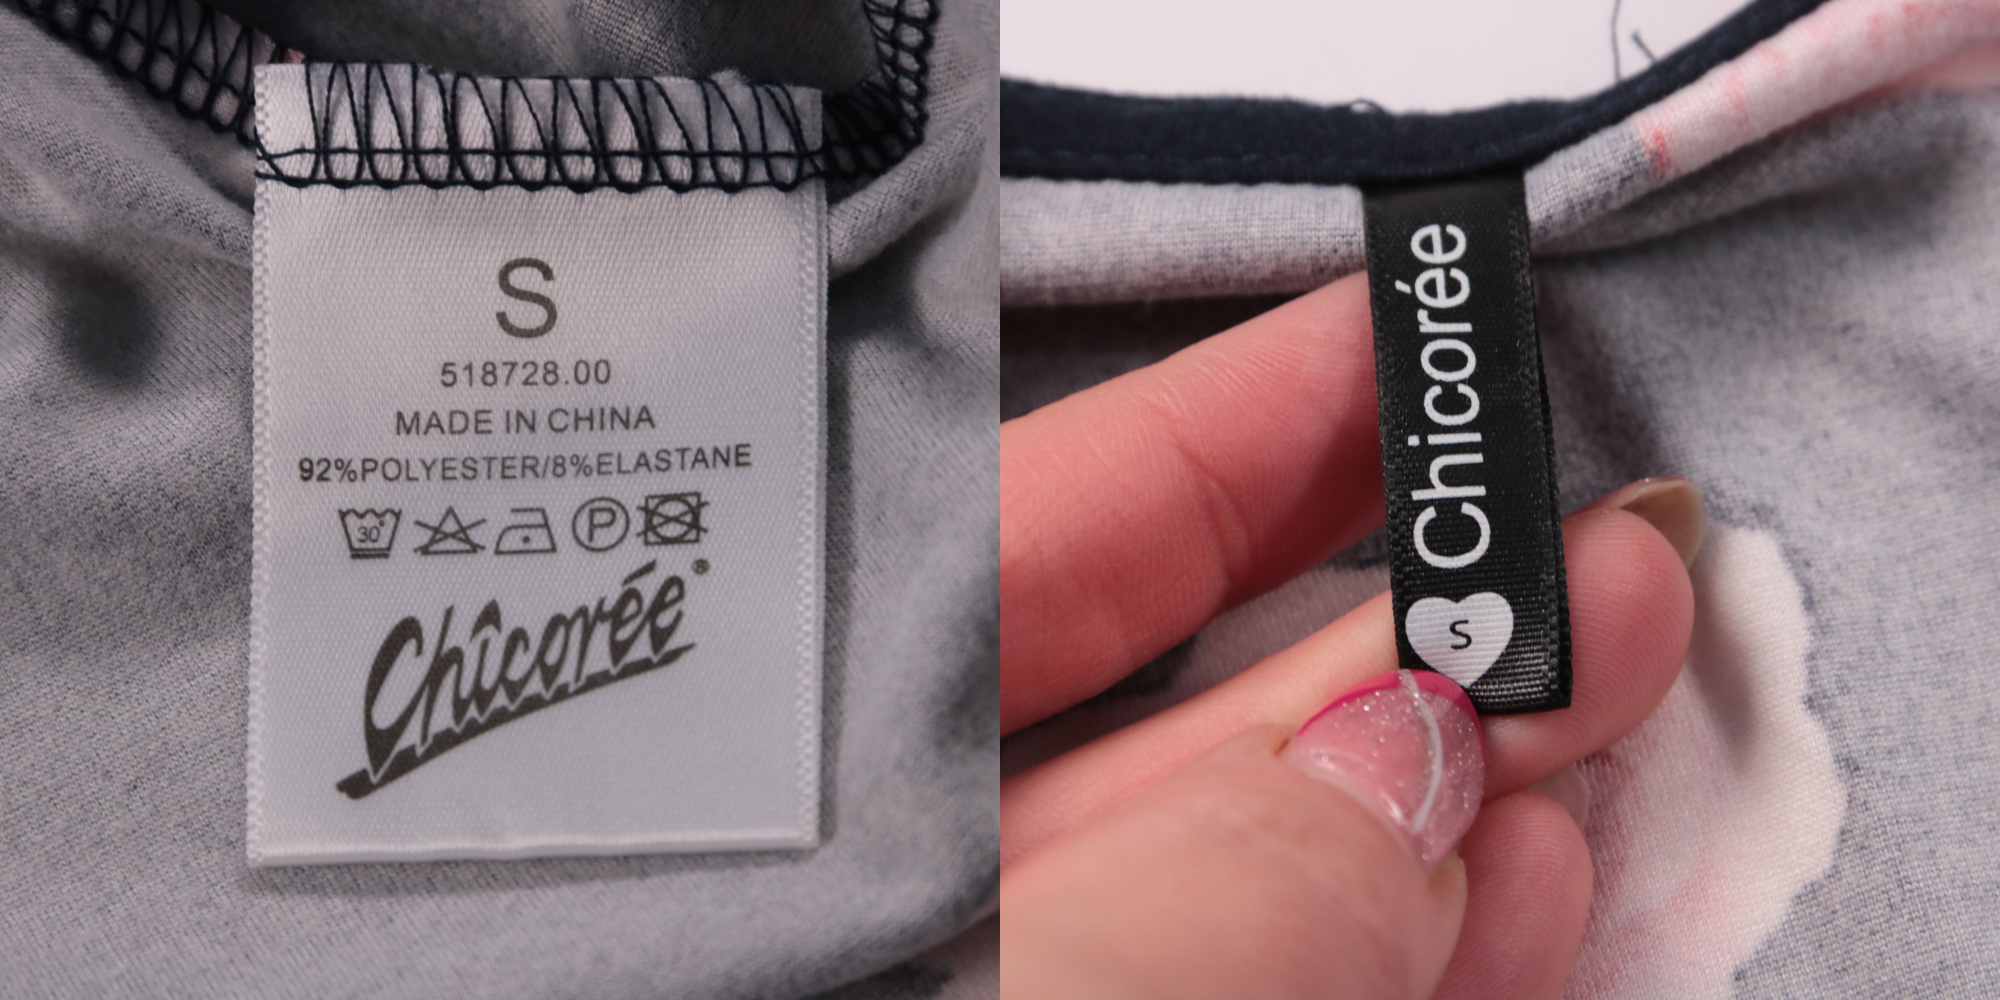 S
518728.00
MADE IN CHINA
92%POLYESTER/8%ELASTANE
30° P
Chîcorée®
Chicorée
S